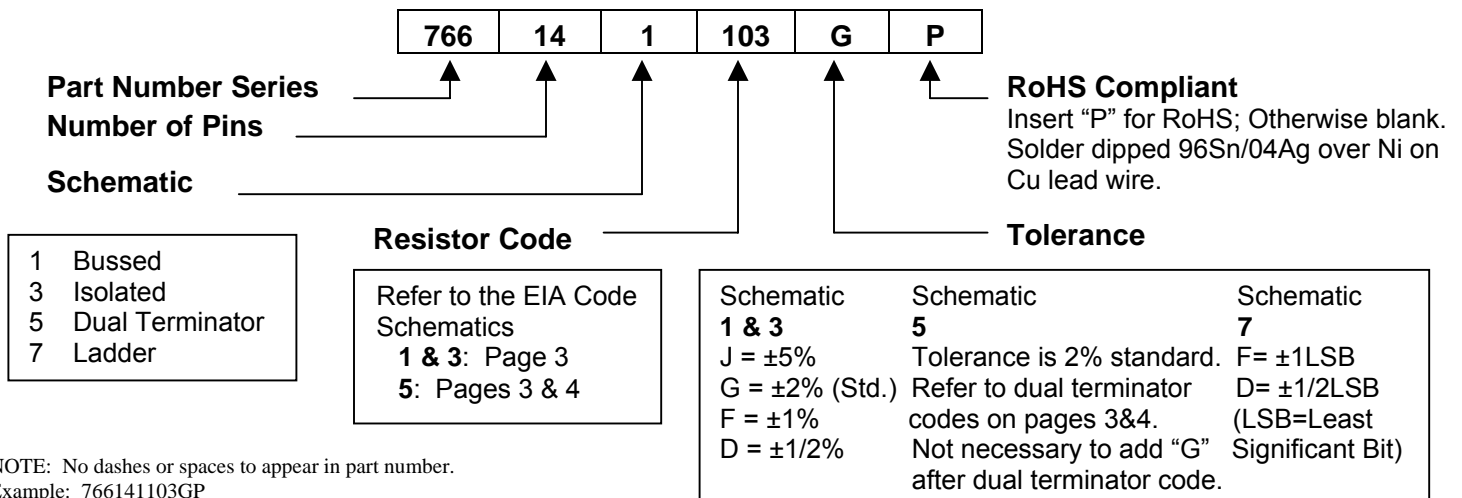 766 14 1 103 G P
Part Number Series
Number of Pins
Schematic
RoHS Compliant
Insert “P” for RoHS; Otherwise blank.
Solder dipped 96Sn/04Ag over Ni on
Cu lead wire.
Resistor Code
Tolerance
1 Bussed
3 Isolated
5 Dual Terminator
7 Ladder
Refer to the EIA Code
Schematics
1 & 3: Page 3
5: Pages 3 & 4
Schematic
1 & 3
J = ±5%
G = ±2% (Std.)
F = ±1%
D = ±1/2%
Schematic
5
Tolerance is 2% standard.
Refer to dual terminator
codes on pages 3&4.
Not necessary to add “G”
after dual terminator code.
Schematic
7
F= ±1LSB
D= ±1/2LSB
(LSB=Least
Significant Bit)
NOTE: No dashes or spaces to appear in part number.
Example: 766141103GP